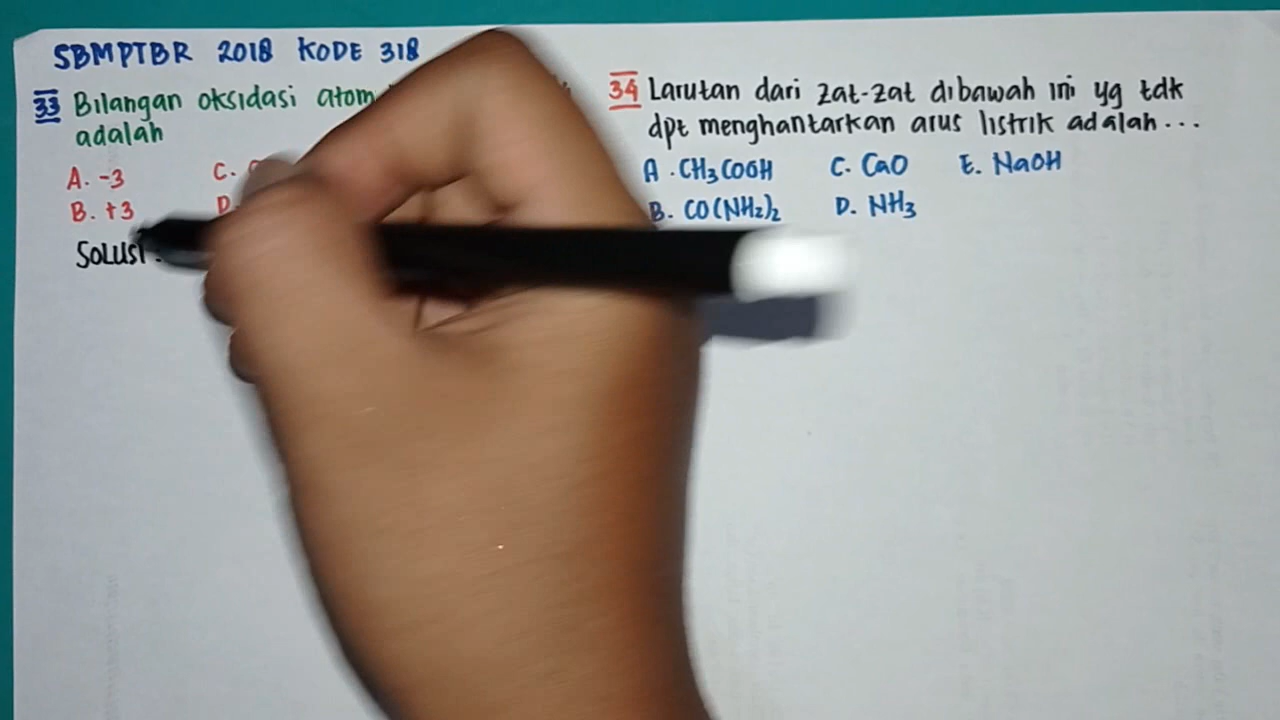 SBMPTBR 2018 KODE 318
33 Bilangan oksidasi atom
adalah
A. -3
C.
B. +3
D
SOLUSI :
34 Larutan dari zat-zat dibawah ini yg tdk
dpt menghantarkan arus listrik adalah...
A. CH3COOH C. CaO E. NaOH
B. CO(NH2)2 D. NH3